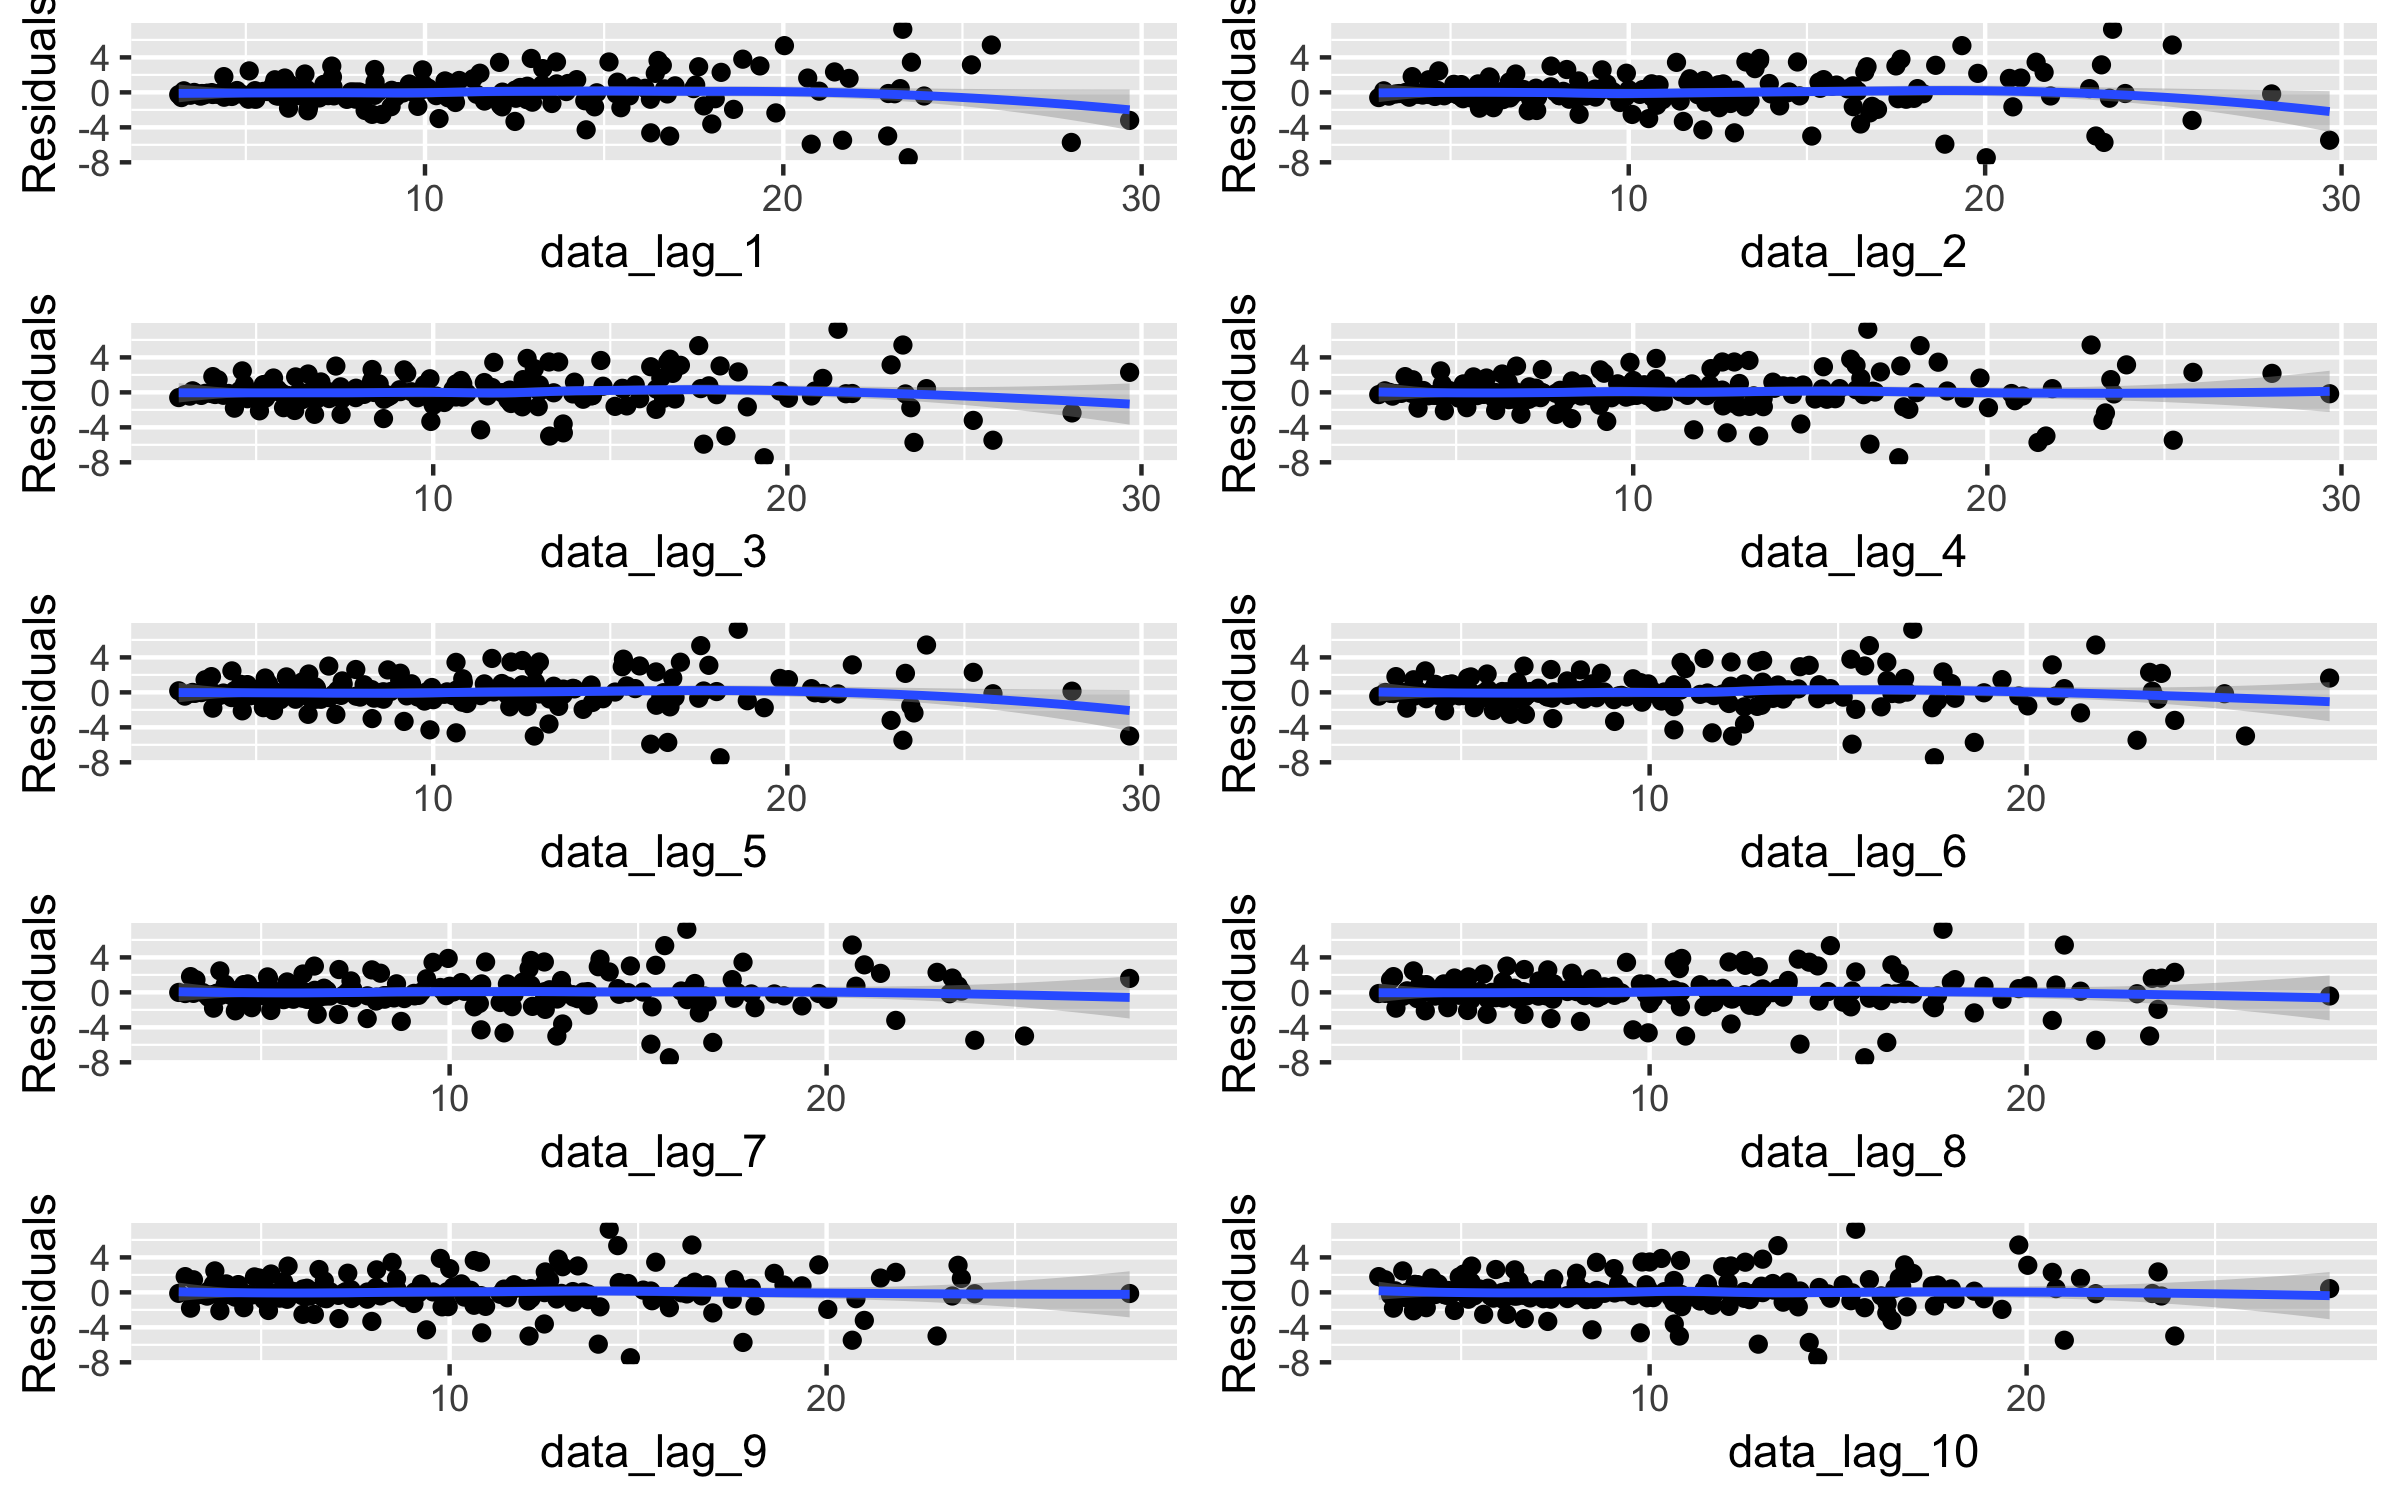 Residuals
4
0
-4
-8
10 20 30
data_lag_1
Residuals
4
0
-4
-8
10 20 30
data_lag_2
Residuals
4
0
-4
-8
10 20 30
data_lag_3
Residuals
4
0
-4
-8
10 20 30
data_lag_4
Residuals
4
0
-4
-8
10 20 30
data_lag_5
Residuals
4
0
-4
-8
10 20
data_lag_6
Residuals
4
0
-4
-8
10 20
data_lag_7
Residuals
4
0
-4
-8
10 20
data_lag_8
Residuals
4
0
-4
-8
10 20
data_lag_9
Residuals
4
0
-4
-8
10 20
data_lag_10